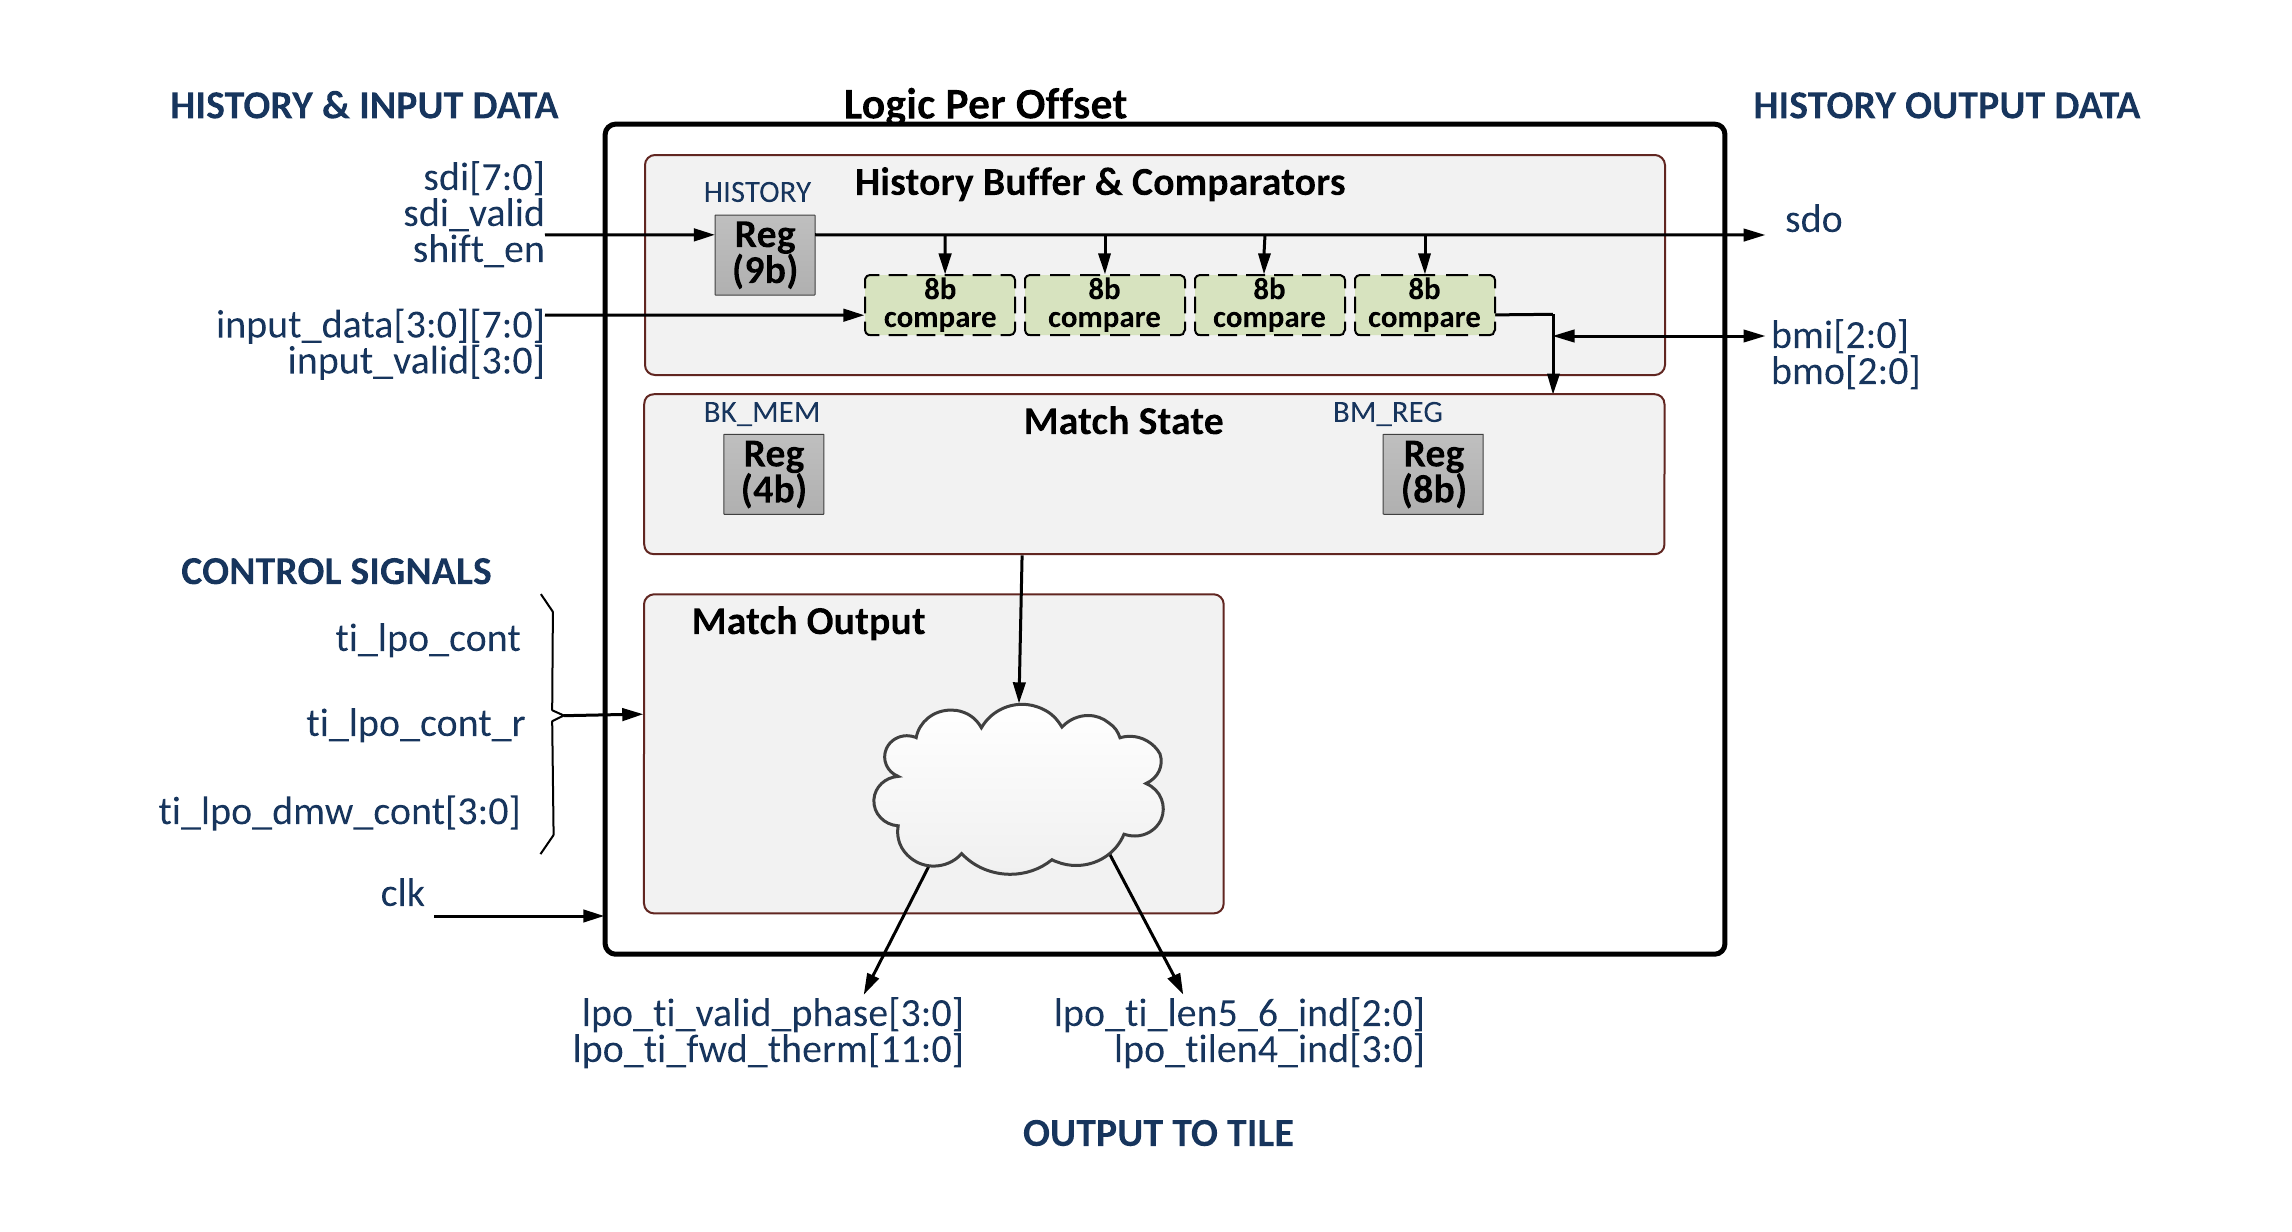 HISTORY & INPUT DATA
Logic Per Offset
HISTORY OUTPUT DATA
sdi[7:0]
sdi_valid
shift_en
HISTORY
History Buffer & Comparators
Reg
(9b)
sdo
8b
compare
8b
compare
8b
compare
8b
compare
input_data[3:0][7:0]
input_valid[3:0]
bmi[2:0]
bmo[2:0]
BK_MEM
Match State
BM_REG
Reg
(4b)
Reg
(8b)
CONTROL SIGNALS
ti_lpo_cont
ti_lpo_cont_r
ti_lpo_dmw_cont[3:0]
clk
Match Output
lpo_ti_valid_phase[3:0]
lpo_ti_fwd_therm[11:0]
lpo_ti_len5_6_ind[2:0]
lpo_tilen4_ind[3:0]
OUTPUT TO TILE